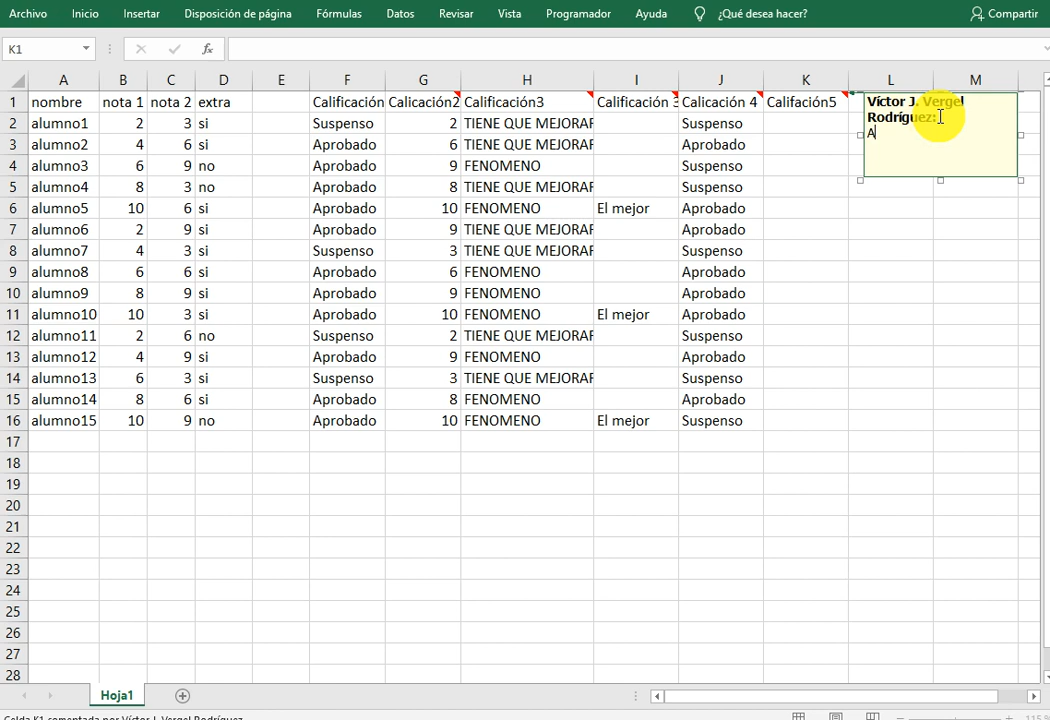 Archivo Inicio Insertar Disposición de página Fórmulas Datos Revisar Vista Programador Ayuda ¿Qué desea hacer? Compartir
K1 fx
A B C D E F G H I J K L M
1 nombre nota 1 nota 2 extra Calificación Calicación2 Calificación3 Calificación 3 Calicación 4 Califación5
2 alumno1 2 3 si Suspenso 2 TIENE QUE MEJORAR Suspenso
3 alumno2 4 6 si Aprobado 6 TIENE QUE MEJORAR Aprobado
4 alumno3 6 9 no Aprobado 9 FENOMENO Suspenso
5 alumno4 8 3 no Aprobado 8 TIENE QUE MEJORAR Suspenso
6 alumno5 10 6 si Aprobado 10 FENOMENO El mejor Aprobado
7 alumno6 2 9 si Aprobado 9 TIENE QUE MEJORAR Aprobado
8 alumno7 4 3 si Suspenso 3 TIENE QUE MEJORAR Suspenso
9 alumno8 6 6 si Aprobado 6 FENOMENO Aprobado
10 alumno9 8 9 si Aprobado 9 FENOMENO Aprobado
11 alumno10 10 3 si Aprobado 10 FENOMENO El mejor Aprobado
12 alumno11 2 6 no Suspenso 2 TIENE QUE MEJORAR Suspenso
13 alumno12 4 9 si Aprobado 9 FENOMENO Aprobado
14 alumno13 6 3 si Suspenso 3 TIENE QUE MEJORAR Suspenso
15 alumno14 8 6 si Aprobado 8 FENOMENO Aprobado
16 alumno15 10 9 no Aprobado 10 FENOMENO El mejor Suspenso
17
18
19
20
21
22
23
24
25
26
27
28
Víctor J. Vergel
Rodríguez:
A
Hoja1
Celda K1 comentada por Víctor J. Vergel Rodríguez 115 %